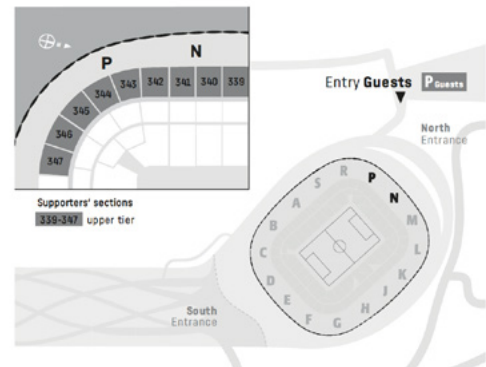 P
N
347
346
345
344
343
342
341
340
339
Supporters' sections
339-347 upper tier
Entry Guests
P Guests
North
Entrance
South
Entrance
A
B
C
D
E
F
G
H
J
K
L
M
N
P
R
S